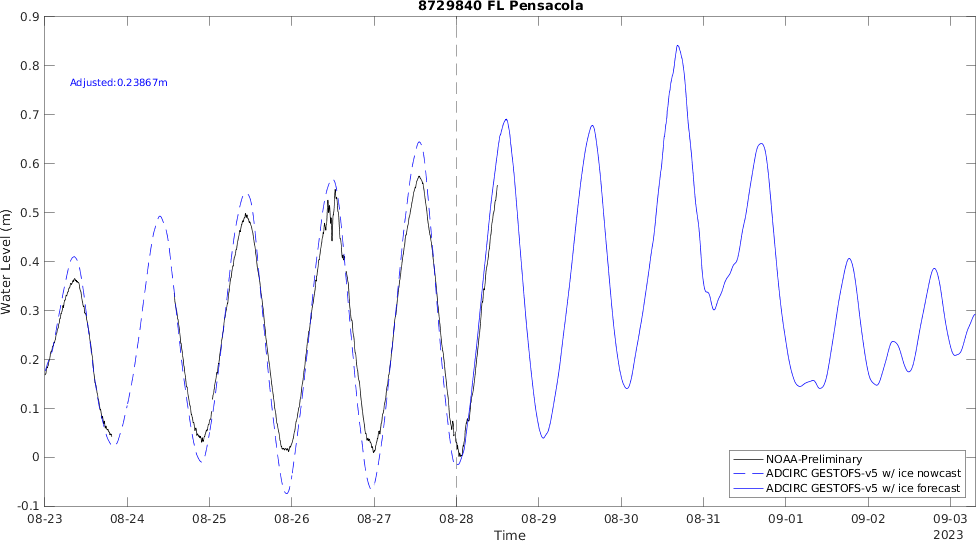 8729840 FL Pensacola
0.9
0.8
0.7
0.6
0.5
0.4
0.3
0.2
0.1
0
-0.1
Water Level (m)
Adjusted:0.23867m
NOAA-Preliminary
ADCIRC GESTOFS-v5 w/ ice nowcast
ADCIRC GESTOFS-v5 w/ ice forecast
08-23 08-24 08-25 08-26 08-27 08-28 08-29 08-30 08-31 09-01 09-02 09-03
Time
2023